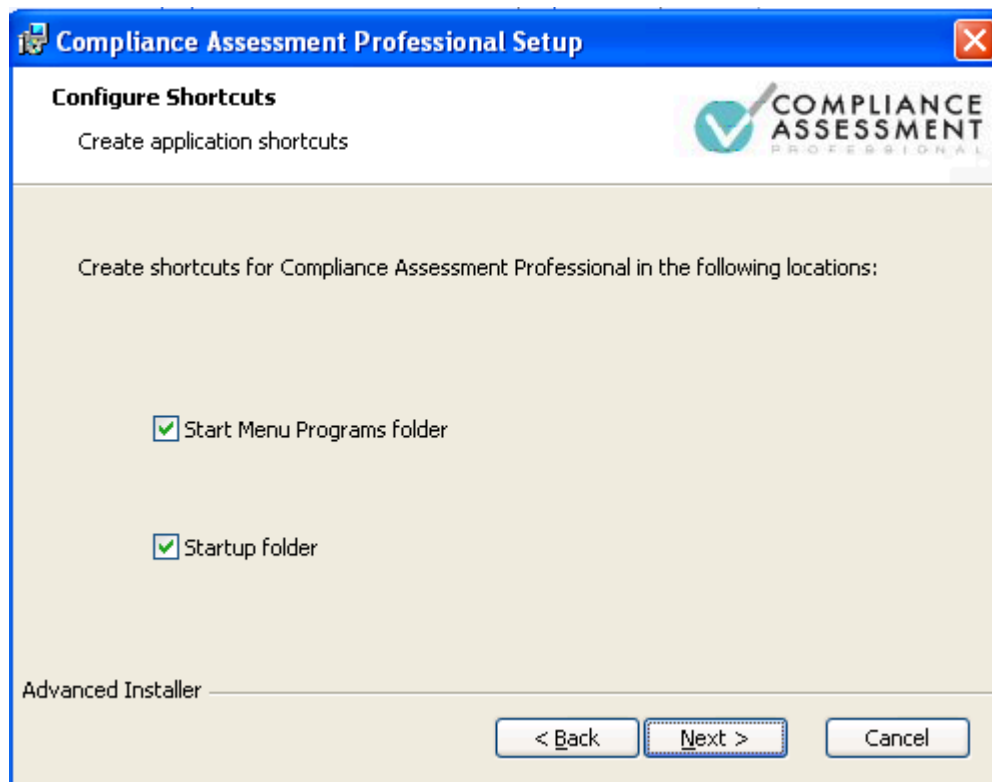 Compliance Assessment Professional Setup
Configure Shortcuts
Create application shortcuts
COMPLIANCE
ASSESSMENT
PROFESSIONAL
Create shortcuts for Compliance Assessment Professional in the following locations:
Start Menu Programs folder
Startup folder
Advanced Installer
< Back
Next >
Cancel